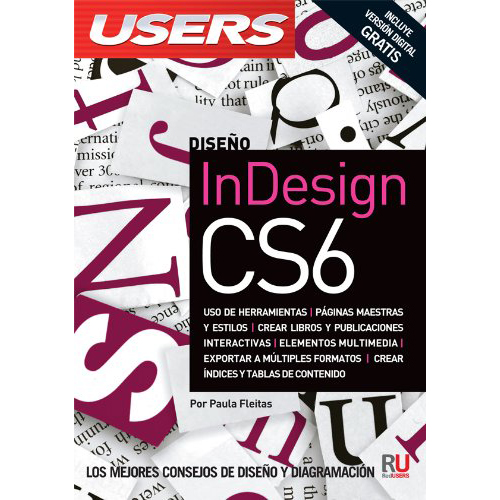 USERS
INCLUYE
VERSIÓN DIGITAL
GRATIS
DISEÑO
InDesign
CS6
USO DE HERRAMIENTAS | PÁGINAS MAESTRAS
Y ESTILOS | CREAR LIBROS Y PUBLICACIONES
INTERACTIVAS | ELEMENTOS MULTIMEDIA |
EXPORTAR A MÚLTIPLES FORMATOS | CREAR
ÍNDICES Y TABLAS DE CONTENIDO
Por Paula Fleitas
LOS MEJORES CONSEJOS DE DISEÑO Y DIAGRAMACIÓN
RU
RedUSERS